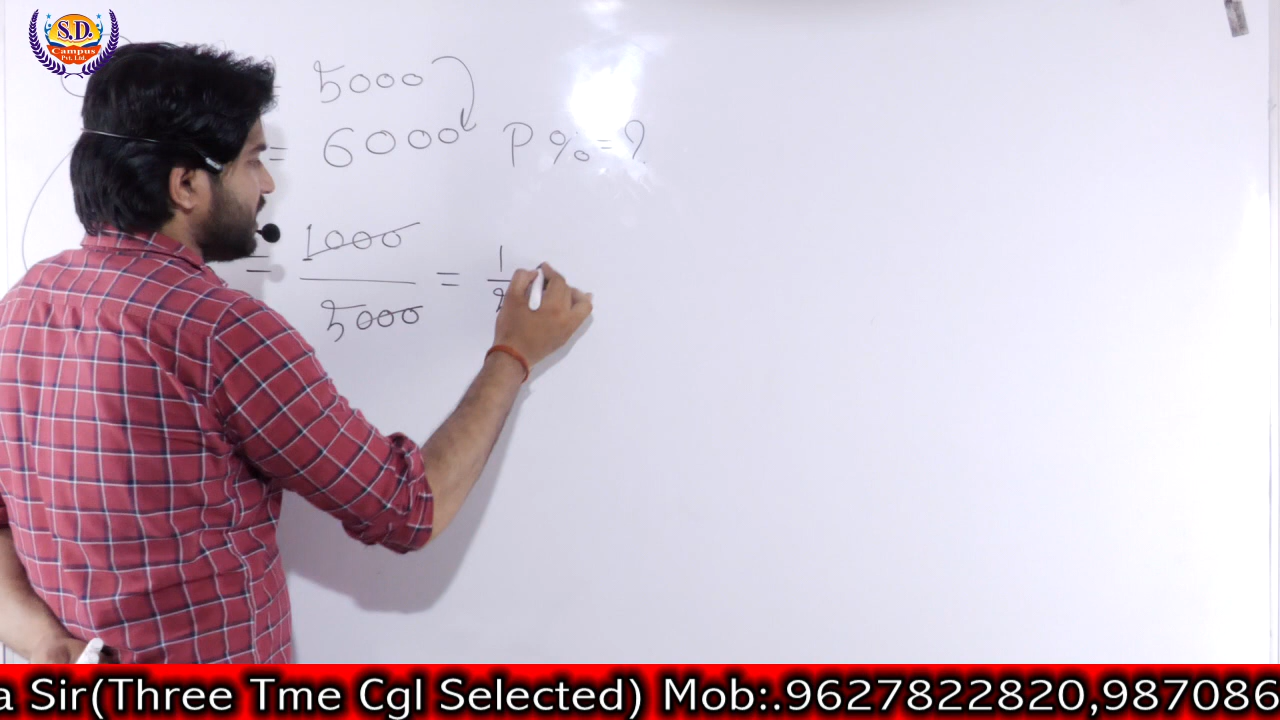 S.D.
Campus
Pvt. Ltd.
= 5000
= 6000 P % = ?
= 1000 / 5000 = 1
a Sir(Three Tme Cgl Selected) Mob:.9627822820,987086